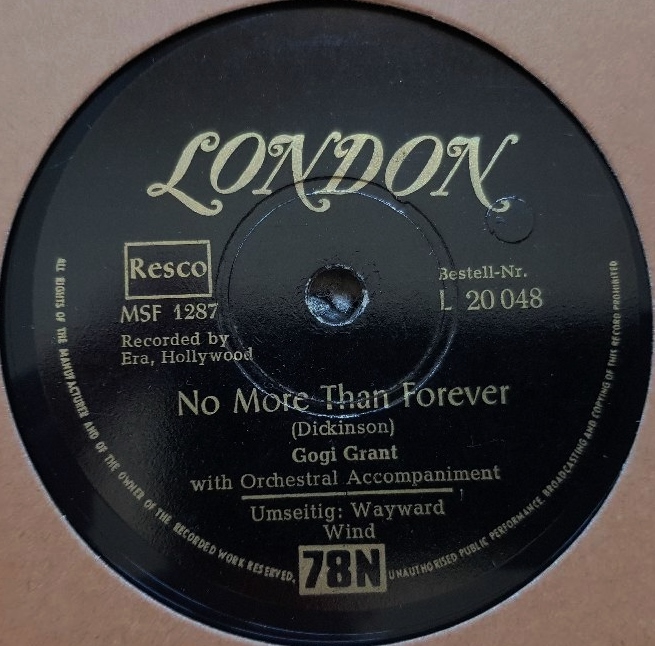 LONDON
Resco
MSF 1287
Recorded by
Era, Hollywood
Bestell-Nr.
L 20 048
No More Than Forever
(Dickinson)
Gogi Grant
with Orchestral Accompaniment
Umseitig: Wayward
Wind
78N
ALL RIGHTS OF THE MANUFACTURER AND OF THE OWNER OF THE RECORDED WORK RESERVED.
UNAUTHORISED PUBLIC PERFORMANCE, BROADCASTING AND COPYING OF THIS RECORD PROHIBITED